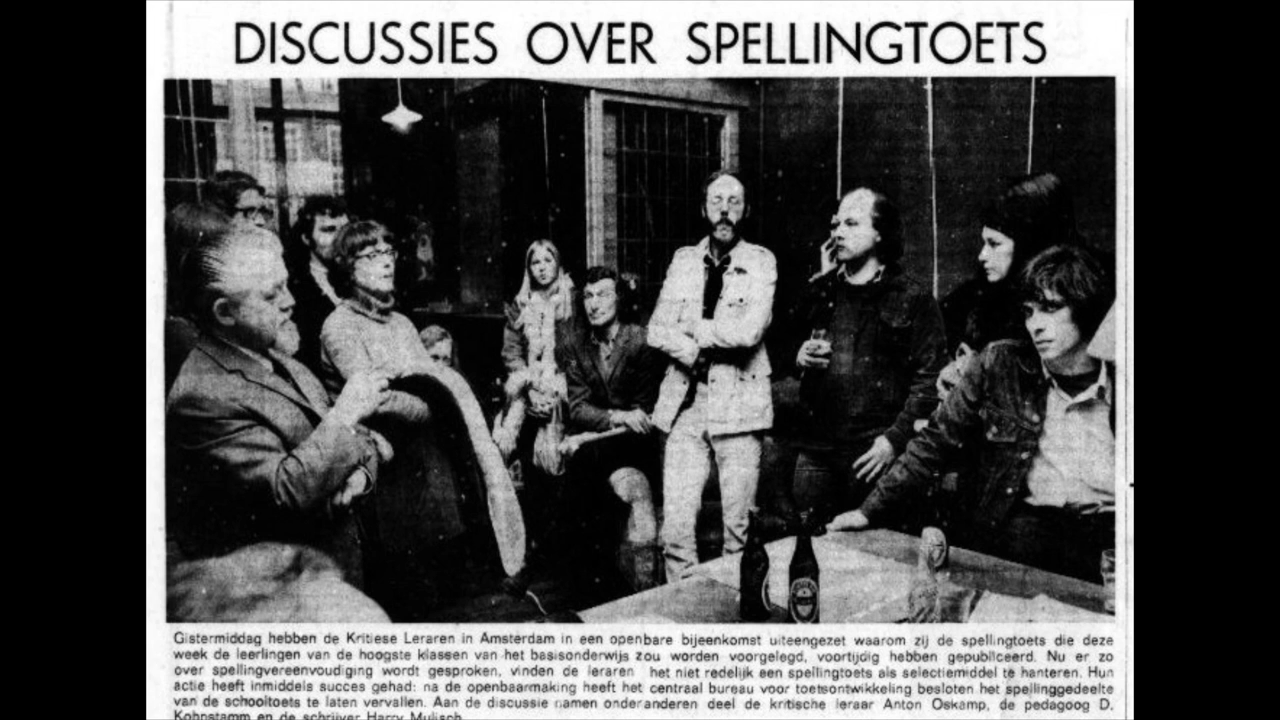 DISCUSSIES OVER SPELLINGTOETS
Gistermiddag hebben de Kritiese Leraren in Amsterdam in een openbare bijeenkomst uiteengezet waarom zij de spellingtoets die deze
week de leerlingen van de hoogste klassen van het basisonderwijs zou worden voorgelegd, voortijdig hebben gepubliceerd. Nu er zo
over spellingvereenvoudiging wordt gesproken, vinden de leraren het niet redelijk een spellingtoets als selectiemiddel te hanteren. Hun
actie heeft inmiddels succes gehad: na de openbaarmaking heeft het centraal bureau voor toetsontwikkeling besloten het spellinggedeelte
van de schooltoets te laten vervallen. Aan de discussie namen onder anderen deel de kritische leraar Anton Oskamp, de pedagoog D.
Kohnstamm en de schrijver Harry Mulisch.